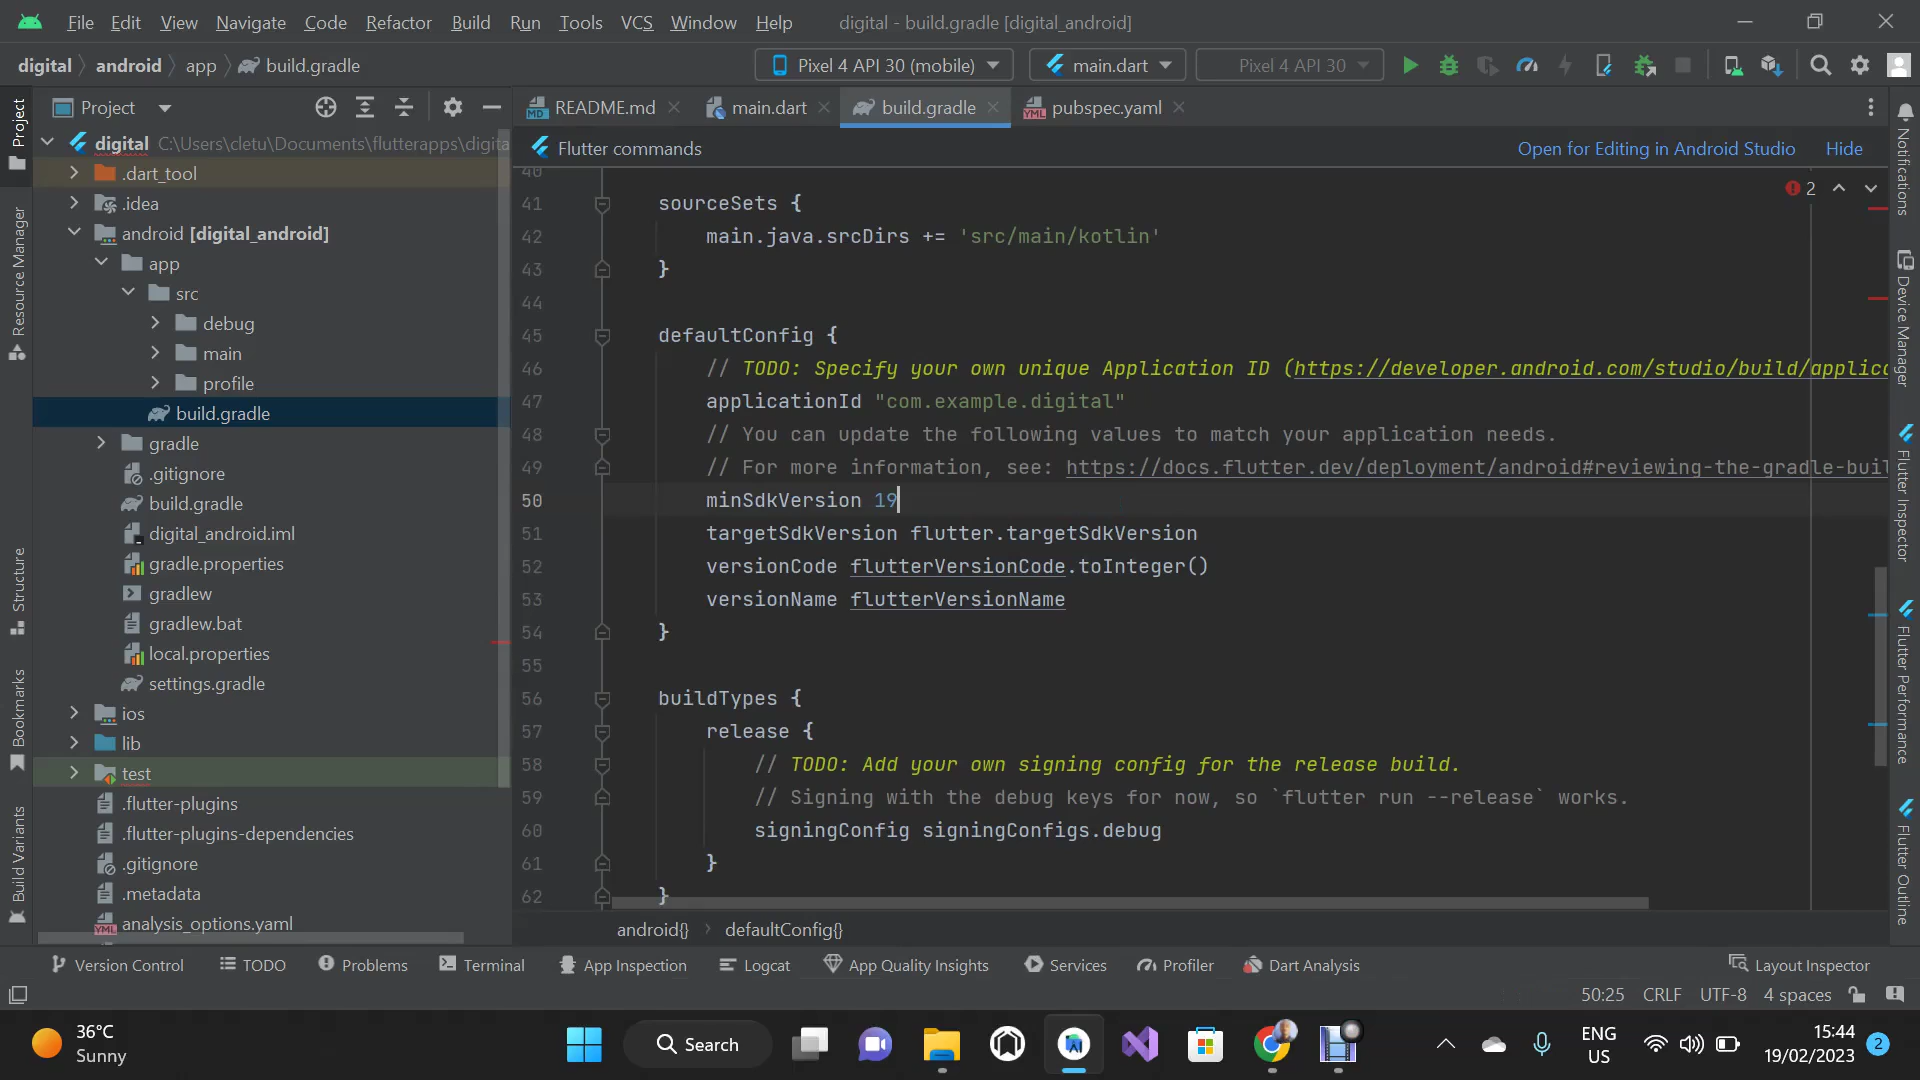 File Edit View Navigate Code Refactor Build Run Tools VCS Window Help digital - build.gradle [digital_android]
digital android app build.gradle Pixel 4 API 30 (mobile) main.dart Pixel 4 API 30
Project README.md main.dart build.gradle pubspec.yaml
Flutter commands Open for Editing in Android Studio Hide
Project
Resource Manager
Structure
Bookmarks
Build Variants
digital C:\Users\cletu\Documents\flutterapps\digita
.dart_tool
.idea
android [digital_android]
app
src
debug
main
profile
build.gradle
gradle
.gitignore
build.gradle
digital_android.iml
gradle.properties
gradlew
gradlew.bat
local.properties
settings.gradle
ios
lib
test
.flutter-plugins
.flutter-plugins-dependencies
.gitignore
.metadata
analysis_options.yaml
2
40
41 sourceSets {
42 main.java.srcDirs += 'src/main/kotlin'
43 }
44
45 defaultConfig {
46 // TODO: Specify your own unique Application ID (https://developer.android.com/studio/build/applica
47 applicationId "com.example.digital"
48 // You can update the following values to match your application needs.
49 // For more information, see: https://docs.flutter.dev/deployment/android#reviewing-the-gradle-buil
50 minSdkVersion 19
51 targetSdkVersion flutter.targetSdkVersion
52 versionCode flutterVersionCode.toInteger()
53 versionName flutterVersionName
54 }
55
56 buildTypes {
57 release {
58 // TODO: Add your own signing config for the release build.
59 // Signing with the debug keys for now, so `flutter run --release` works.
60 signingConfig signingConfigs.debug
61 }
62 }
android{} defaultConfig{}
Notifications
Device Manager
Flutter Inspector
Flutter Performance
Flutter Outline
Version Control TODO Problems Terminal App Inspection Logcat App Quality Insights Services Profiler Dart Analysis Layout Inspector
50:25 CRLF UTF-8 4 spaces
36°C
Sunny
Search
ENG
US
15:44
19/02/2023
2